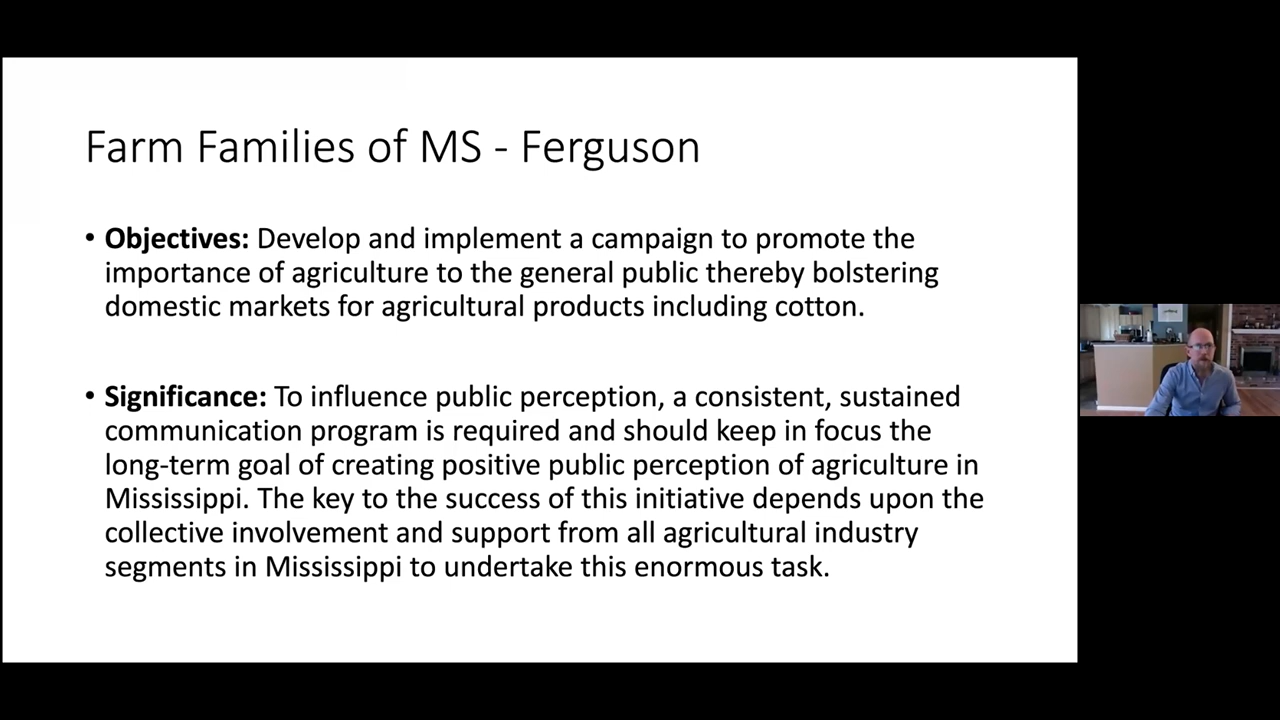 Farm Families of MS - Ferguson
• Objectives: Develop and implement a campaign to promote the
importance of agriculture to the general public thereby bolstering
domestic markets for agricultural products including cotton.
• Significance: To influence public perception, a consistent, sustained
communication program is required and should keep in focus the
long-term goal of creating positive public perception of agriculture in
Mississippi. The key to the success of this initiative depends upon the
collective involvement and support from all agricultural industry
segments in Mississippi to undertake this enormous task.